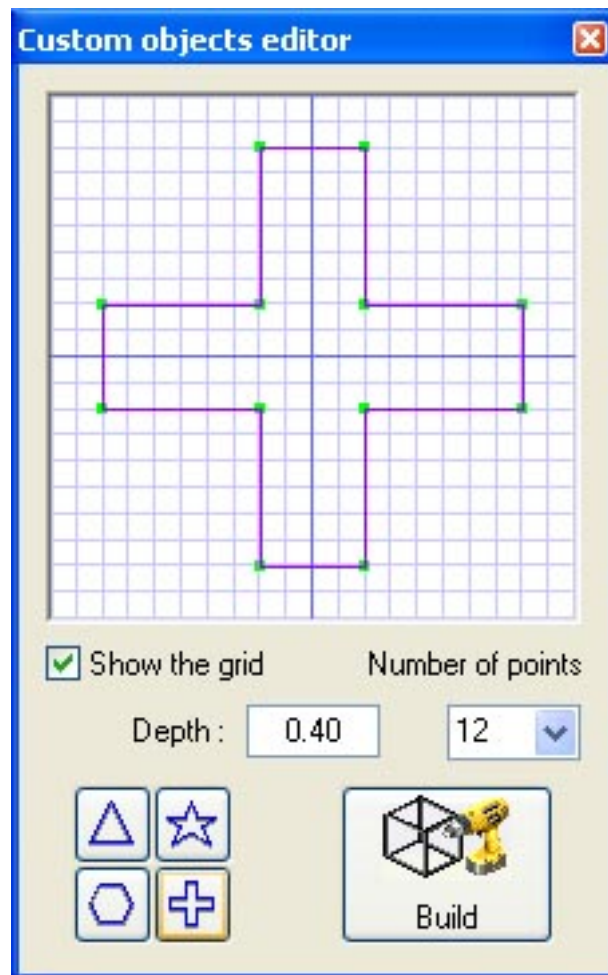 Custom objects editor
Show the grid
Number of points
Depth :
0.40
12
Build